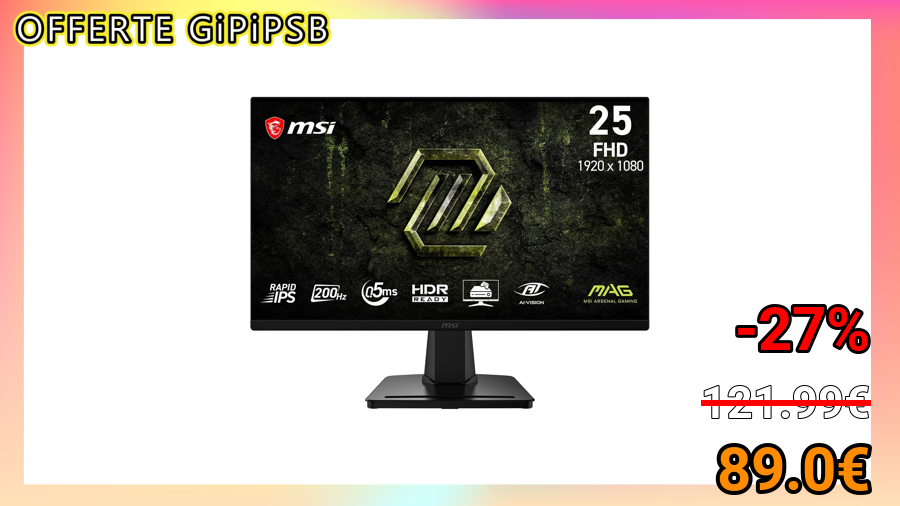 OFFERTE GiPiPSB
msi
25
FHD
1920 x 1080
RAPID
IPS
200Hz
0.5ms
HDR
READY
AI
AI-VISION
MAG
MSI ARSENAL GAMING
msi
-27%
121.99€
89.0€